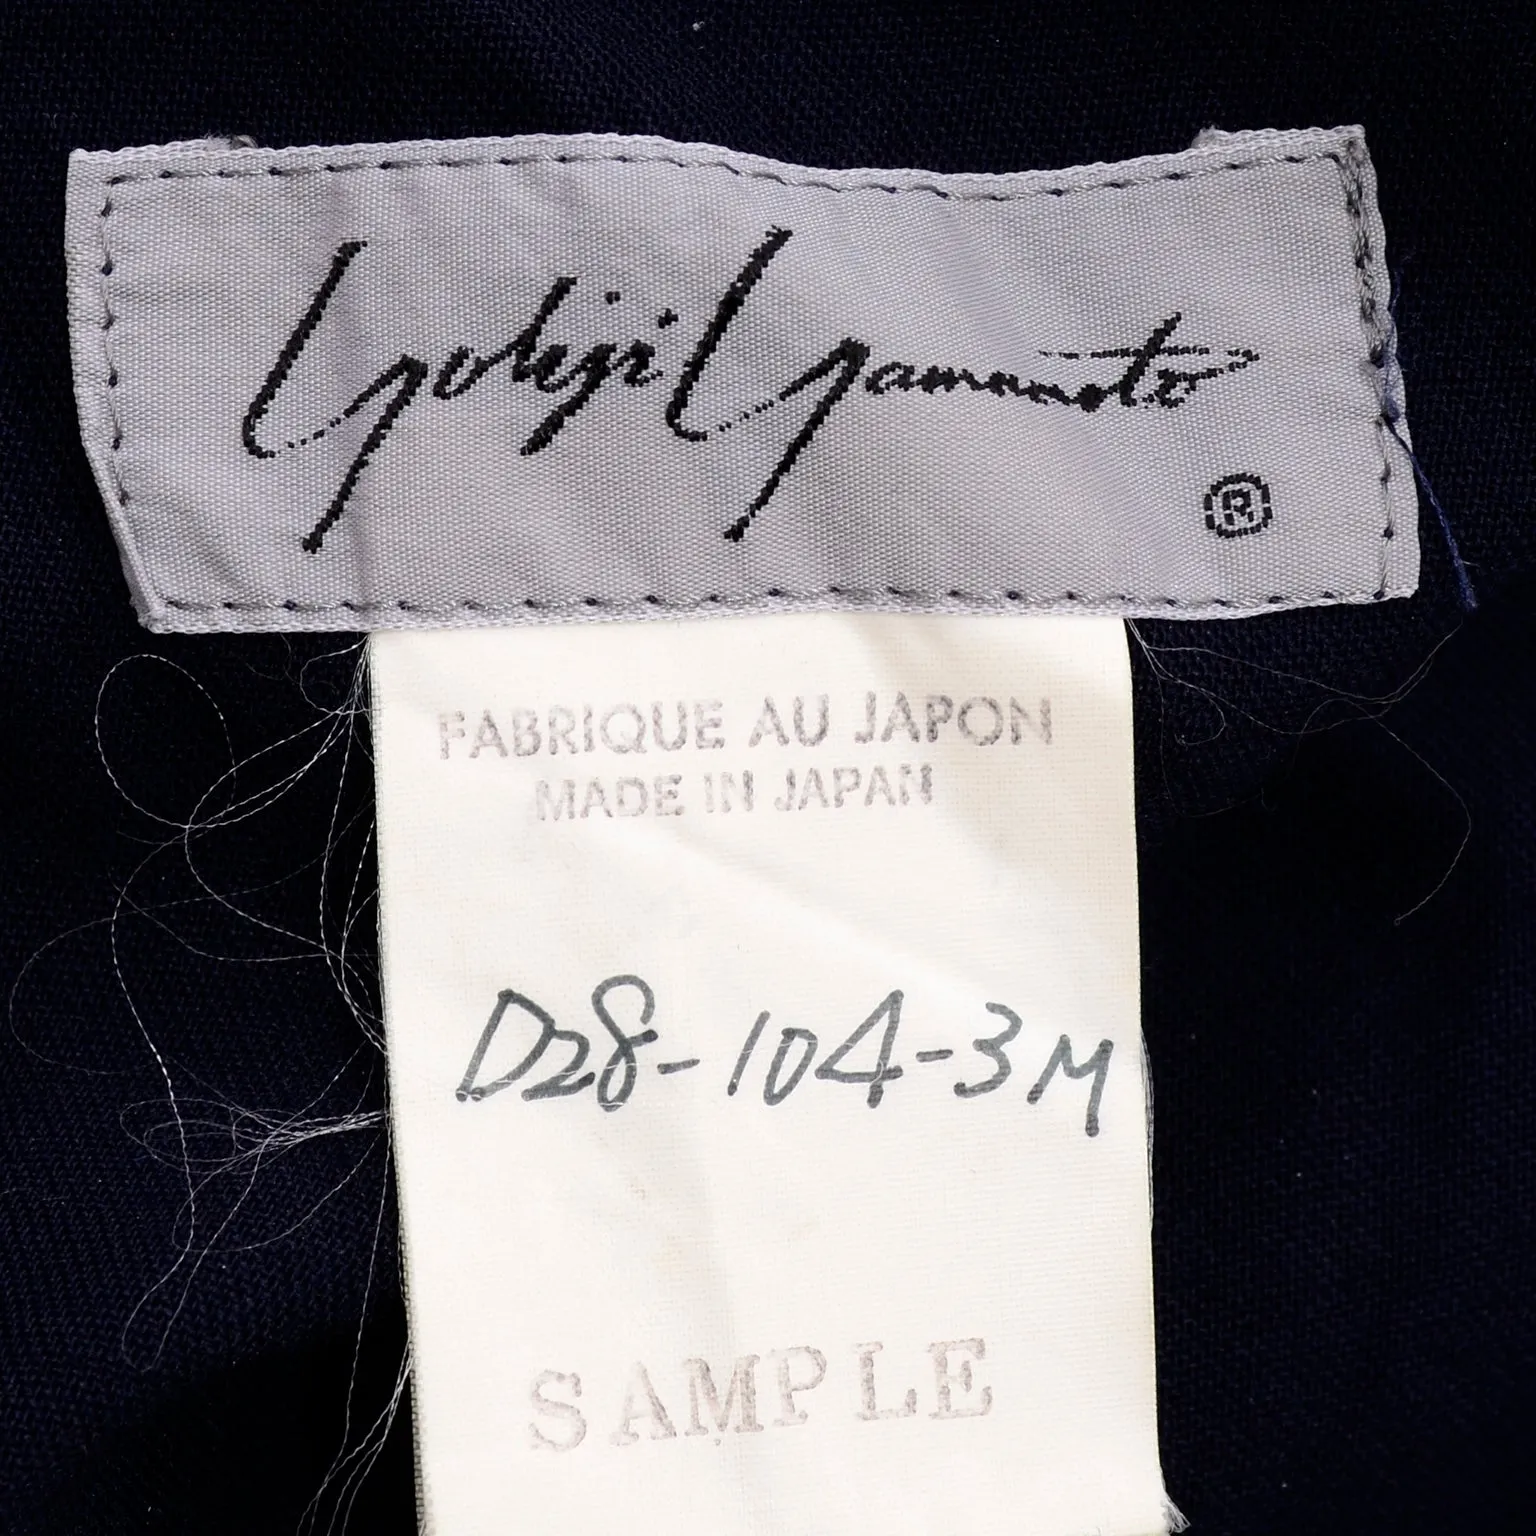 Yohji Yamamoto
®
FABRIQUE AU JAPON
MADE IN JAPAN
D28-104-3M
SAMPLE